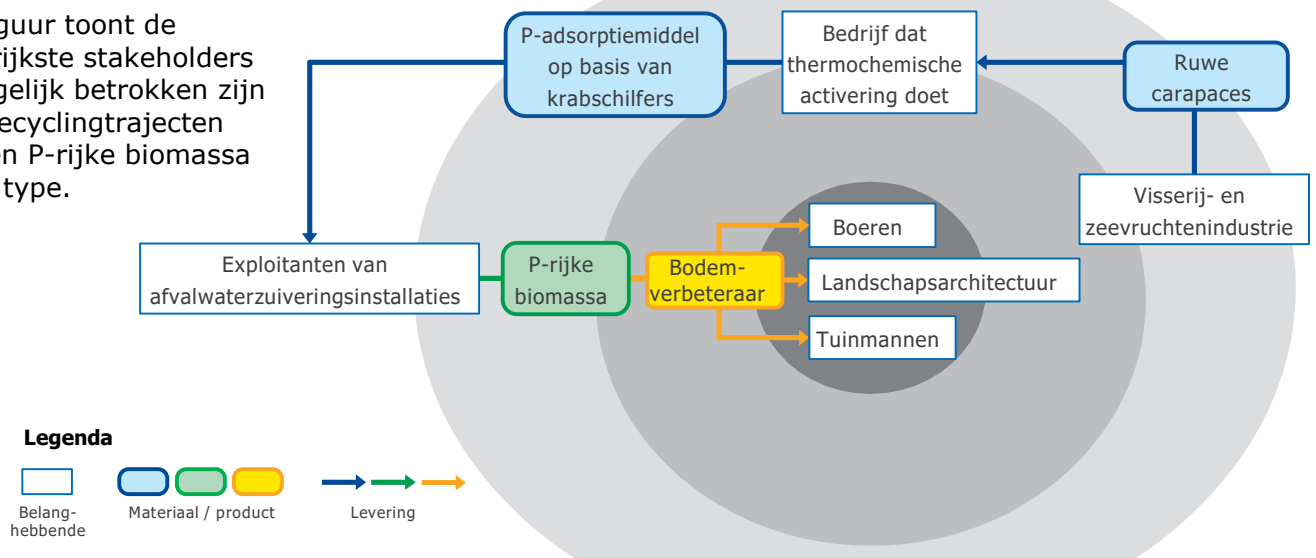 guur toont de
rijkste stakeholders
gelijk betrokken zijn
ecyclingtrajecten
en P-rijke biomassa
type.
P-adsorptiemiddel
op basis van
krabschilfers
Bedrijf dat
thermochemische
activering doet
Ruwe
carapaces
Visserij- en
zeevruchtenindustrie
Exploitanten van
afvalwaterzuiveringsinstallaties
P-rijke
biomassa
Bodem-
verbeteraar
Boeren
Landschapsarchitectuur
Tuinmannen
Legenda
Belang-
hebbende
Materiaal / product
Levering